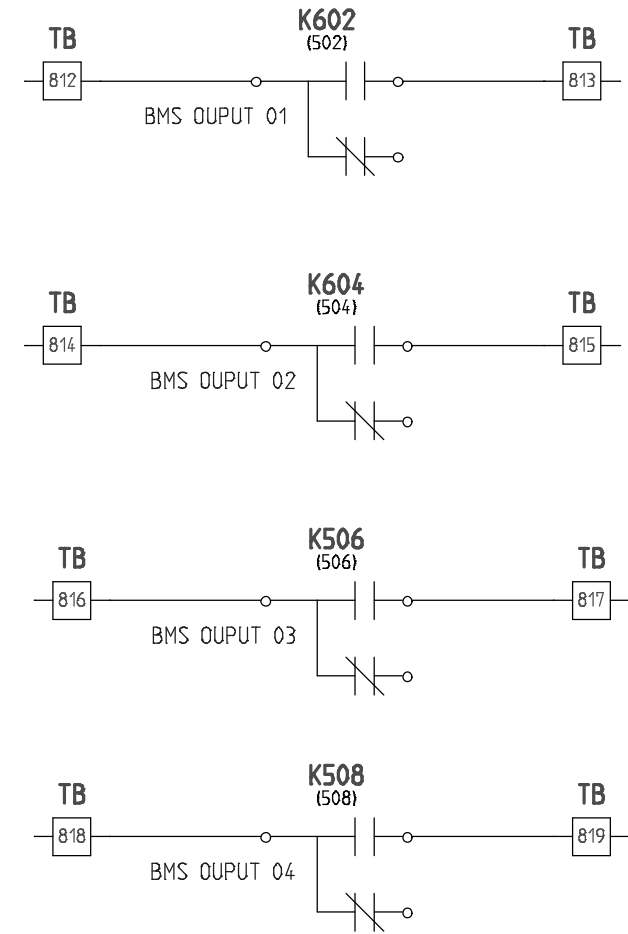 K602
(502)
TB
TB
812
813
BMS OUPUT 01
K604
(504)
TB
TB
814
815
BMS OUPUT 02
K506
(506)
TB
TB
816
817
BMS OUPUT 03
K508
(508)
TB
TB
818
819
BMS OUPUT 04